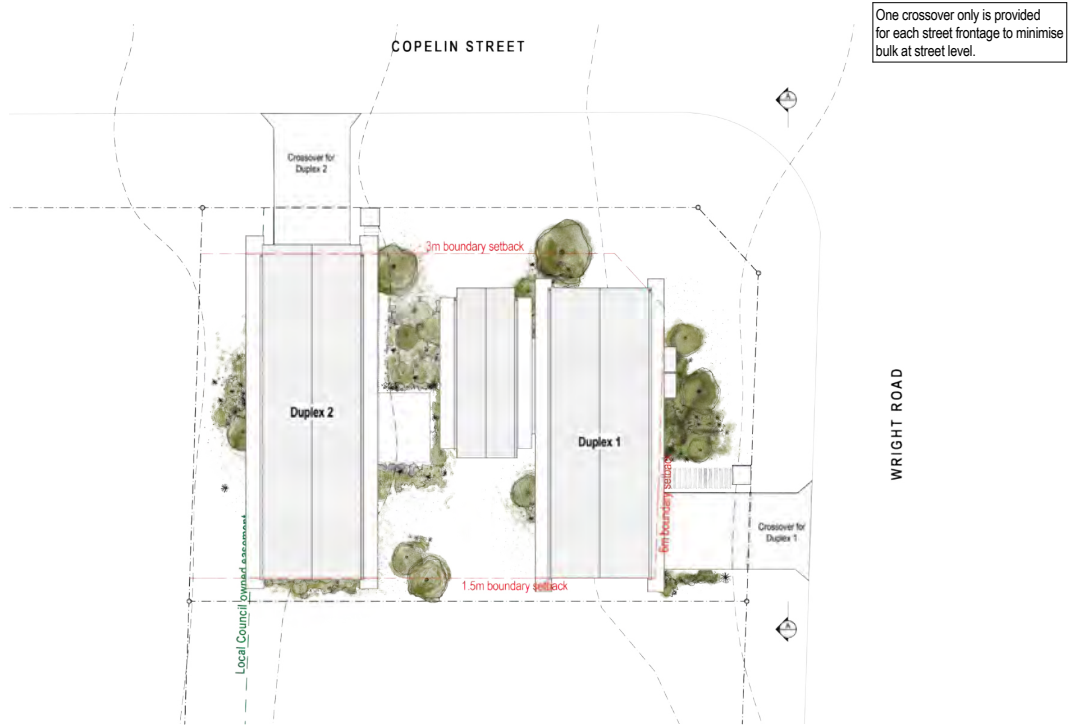 One crossover only is provided
for each street frontage to minimise
bulk at street level.
COPELIN STREET
A
Crossover for
Duplex 2
3m boundary setback
Duplex 2
Duplex 1
WRIGHT ROAD
6m boundary setback
Crossover for
Duplex 1
1.5m boundary setback
Local Council owned easement
A